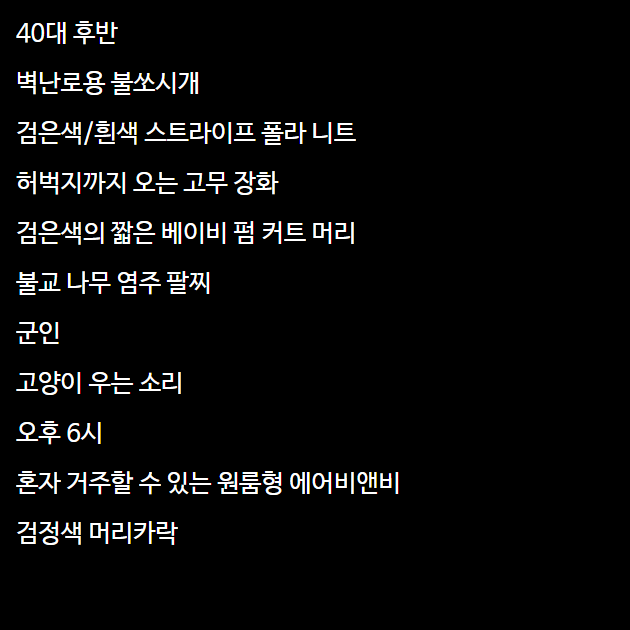 40대 후반
벽난로용 불쏘시개
검은색/흰색 스트라이프 폴라 니트
허벅지까지 오는 고무 장화
검은색의 짧은 베이비 펌 커트 머리
불교 나무 염주 팔찌
군인
고양이 우는 소리
오후 6시
혼자 거주할 수 있는 원룸형 에어비앤비
검정색 머리카락